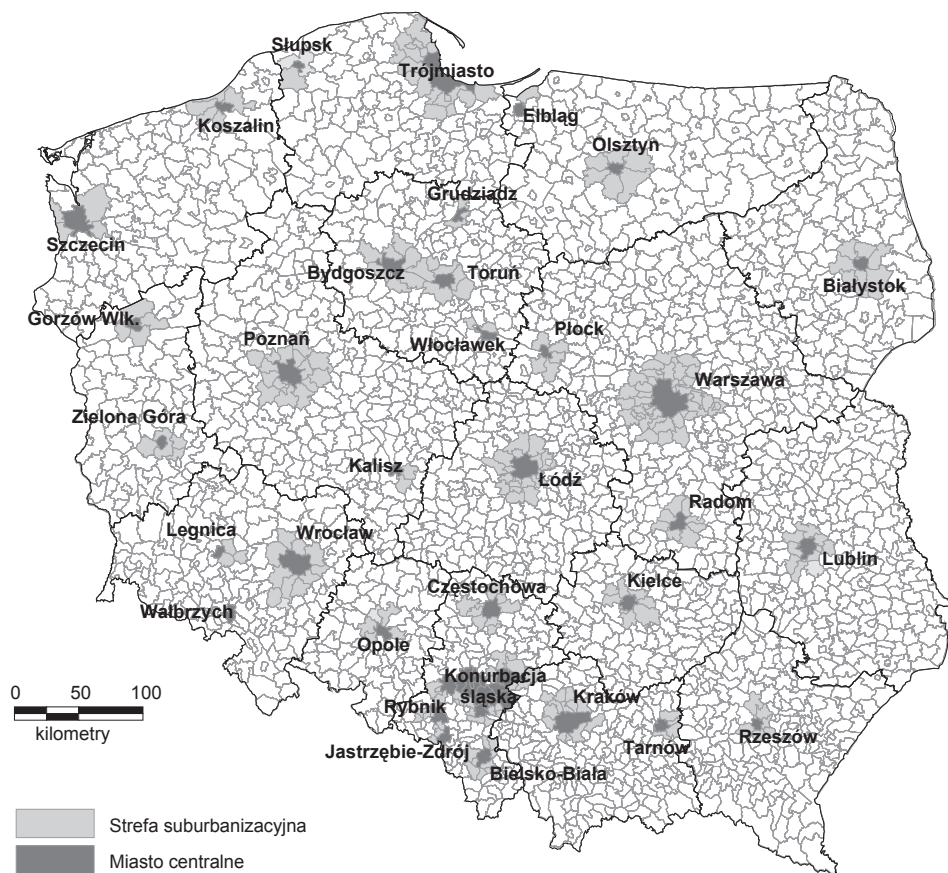 Słupsk
Trójmiasto
Koszalin
Elbląg
Olsztyn
Grudziądz
Szczecin
Bydgoszcz
Toruń
Białystok
Gorzów Wlk.
Włocławek
Płock
Poznań
Warszawa
Zielona Góra
Kalisz
Łódź
Radom
Legnica
Wrocław
Lublin
Częstochowa
Kielce
Wałbrzych
Opole
Konurbacja
śląska
Kraków
Rybnik
Tarnów
Rzeszów
Jastrzębie-Zdrój
Bielsko-Biała
0 50 100
kilometry
Strefa suburbanizacyjna
Miasto centralne